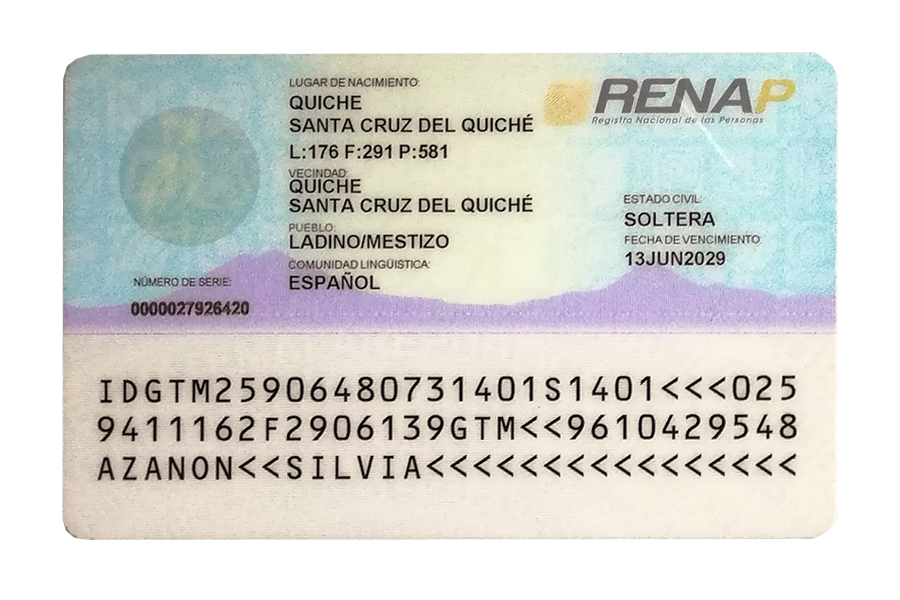 LUGAR DE NACIMIENTO:
QUICHE
SANTA CRUZ DEL QUICHÉ
L:176 F:291 P:581
VECINDAD:
QUICHE
SANTA CRUZ DEL QUICHÉ
PUEBLO:
LADINO/MESTIZO
COMUNIDAD LINGÜISTICA:
ESPAÑOL
RENAP
Registro Nacional de las Personas
ESTADO CIVIL:
SOLTERA
FECHA DE VENCIMIENTO:
13JUN2029
NÚMERO DE SERIE:
0000027926420
IDGTM25906480731401S1401<<<025
9411162F2906139GTM<<9610429548
AZANON<<SILVIA<<<<<<<<<<<<<<<<